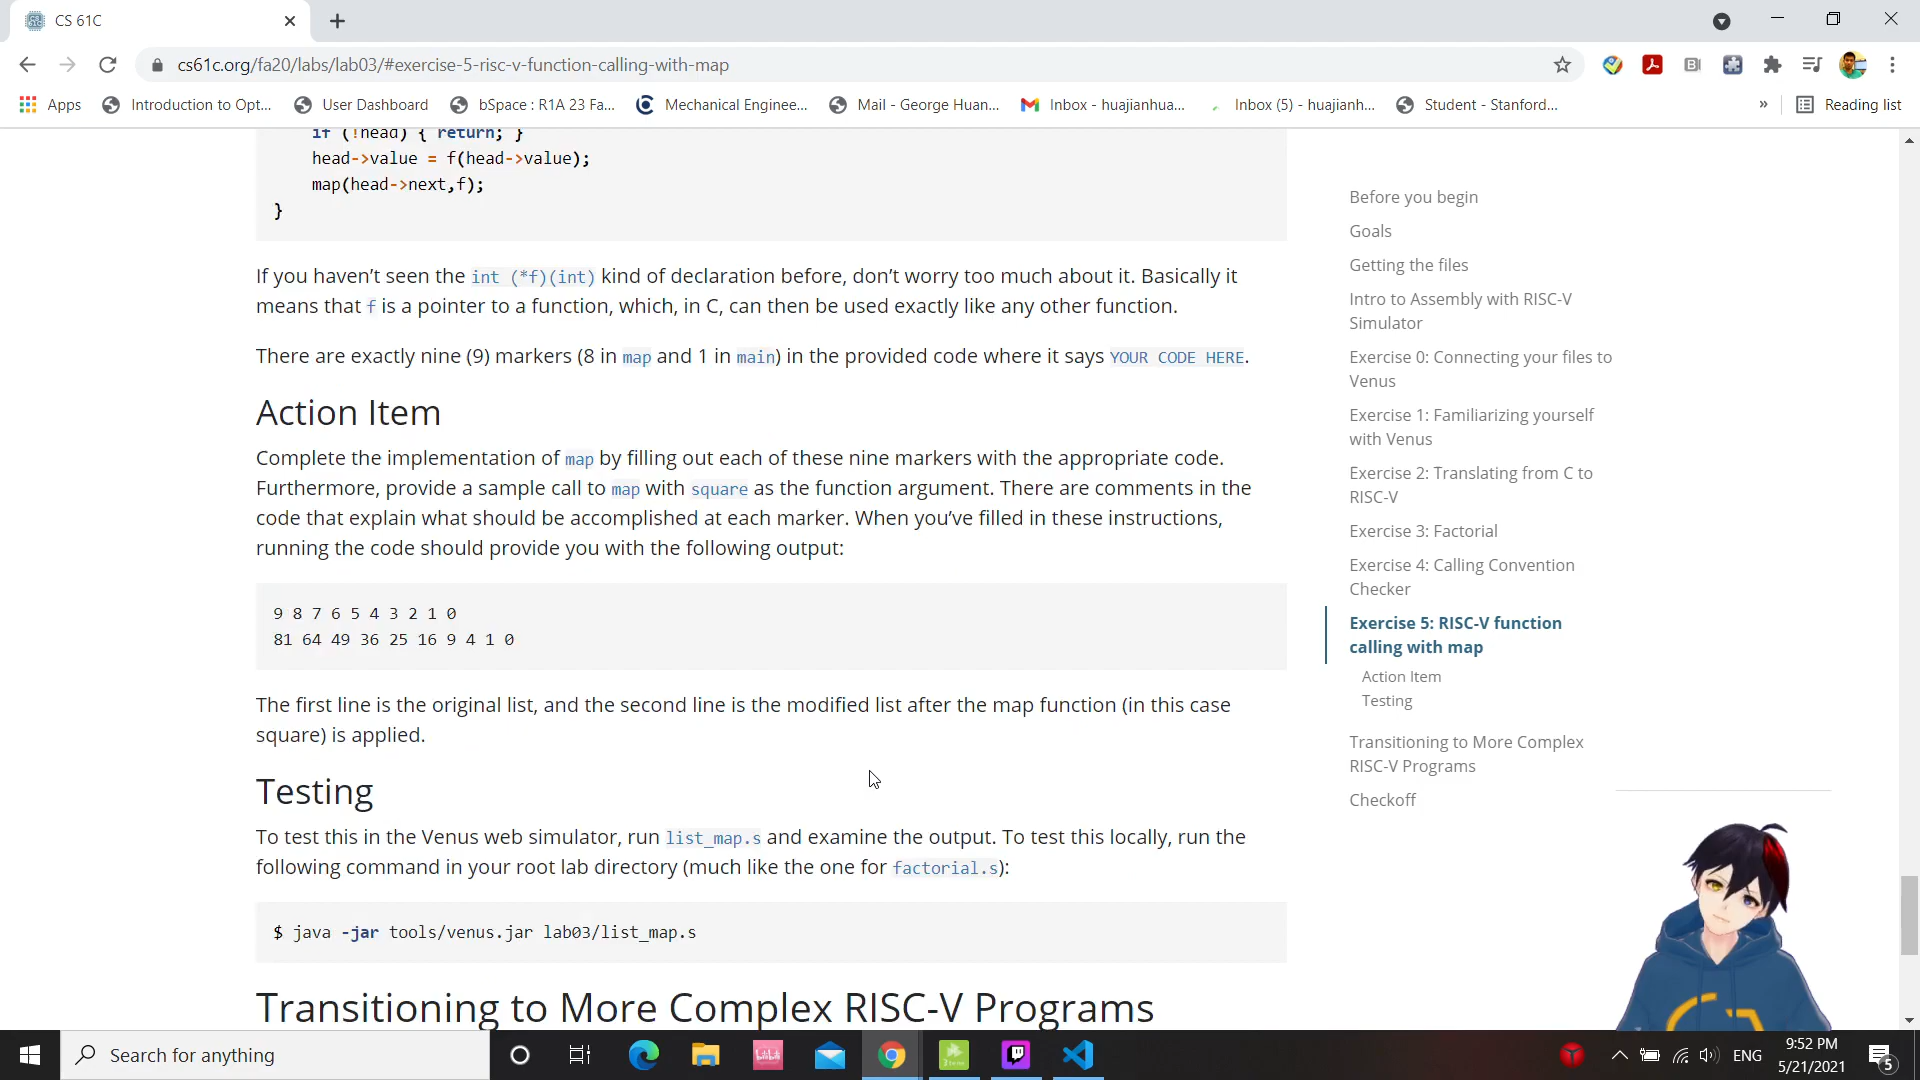 CS 61C
cs61c.org/fa20/labs/lab03/#exercise-5-risc-v-function-calling-with-map
Apps
Introduction to Opt...
User Dashboard
bSpace : R1A 23 Fa...
Mechanical Enginee...
Mail - George Huan...
Inbox - huajianhua...
Inbox (5) - huajianh...
Student - Stanford...
»
Reading list
if (!head) { return; }
head->value = f(head->value);
map(head->next,f);
}
If you haven’t seen the int (*f)(int) kind of declaration before, don’t worry too much about it. Basically it
means that f is a pointer to a function, which, in C, can then be used exactly like any other function.
There are exactly nine (9) markers (8 in map and 1 in main) in the provided code where it says YOUR CODE HERE.
Action Item
Complete the implementation of map by filling out each of these nine markers with the appropriate code.
Furthermore, provide a sample call to map with square as the function argument. There are comments in the
code that explain what should be accomplished at each marker. When you’ve filled in these instructions,
running the code should provide you with the following output:
9 8 7 6 5 4 3 2 1 0
81 64 49 36 25 16 9 4 1 0
The first line is the original list, and the second line is the modified list after the map function (in this case
square) is applied.
Testing
To test this in the Venus web simulator, run list_map.s and examine the output. To test this locally, run the
following command in your root lab directory (much like the one for factorial.s):
$ java -jar tools/venus.jar lab03/list_map.s
Transitioning to More Complex RISC-V Programs
Before you begin
Goals
Getting the files
Intro to Assembly with RISC-V
Simulator
Exercise 0: Connecting your files to
Venus
Exercise 1: Familiarizing yourself
with Venus
Exercise 2: Translating from C to
RISC-V
Exercise 3: Factorial
Exercise 4: Calling Convention
Checker
Exercise 5: RISC-V function
calling with map
Action Item
Testing
Transitioning to More Complex
RISC-V Programs
Checkoff
Search for anything
ENG
9:52 PM
5/21/2021
5